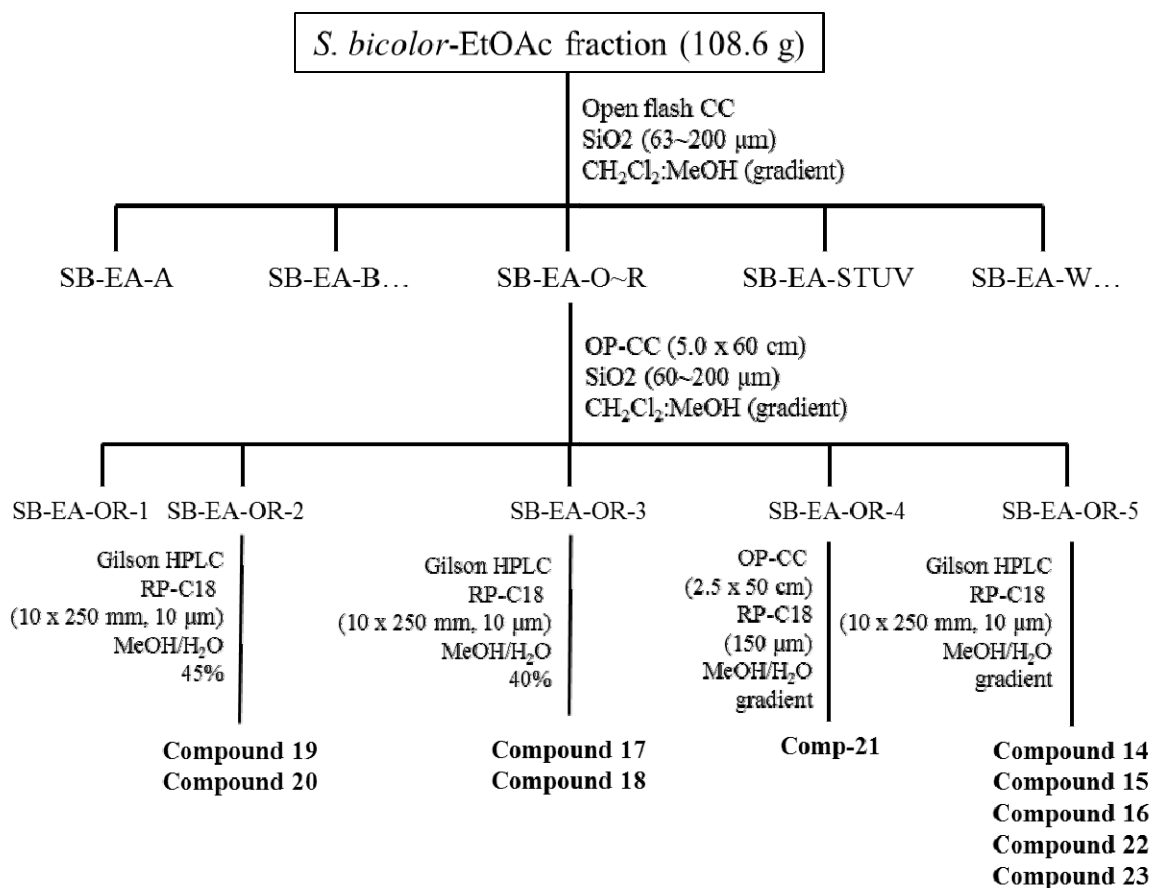 S. bicolor-EtOAc fraction (108.6 g)
Open flash CC
SiO2 (63~200 μm)
CH₂Cl₂:MeOH (gradient)
SB-EA-A
SB-EA-B…
SB-EA-O~R
SB-EA-STUV
SB-EA-W…
OP-CC (5.0 x 60 cm)
SiO2 (60~200 μm)
CH₂Cl₂:MeOH (gradient)
SB-EA-OR-1
SB-EA-OR-2
SB-EA-OR-3
SB-EA-OR-4
SB-EA-OR-5
Gilson HPLC
RP-C18
(10 x 250 mm, 10 μm)
MeOH/H₂O
45%
Gilson HPLC
RP-C18
(10 x 250 mm, 10 μm)
MeOH/H₂O
40%
OP-CC
(2.5 x 50 cm)
RP-C18
(150 μm)
MeOH/H₂O
gradient
Gilson HPLC
RP-C18
(10 x 250 mm, 10 μm)
MeOH/H₂O
gradient
Compound 19
Compound 20
Compound 17
Compound 18
Comp-21
Compound 14
Compound 15
Compound 16
Compound 22
Compound 23